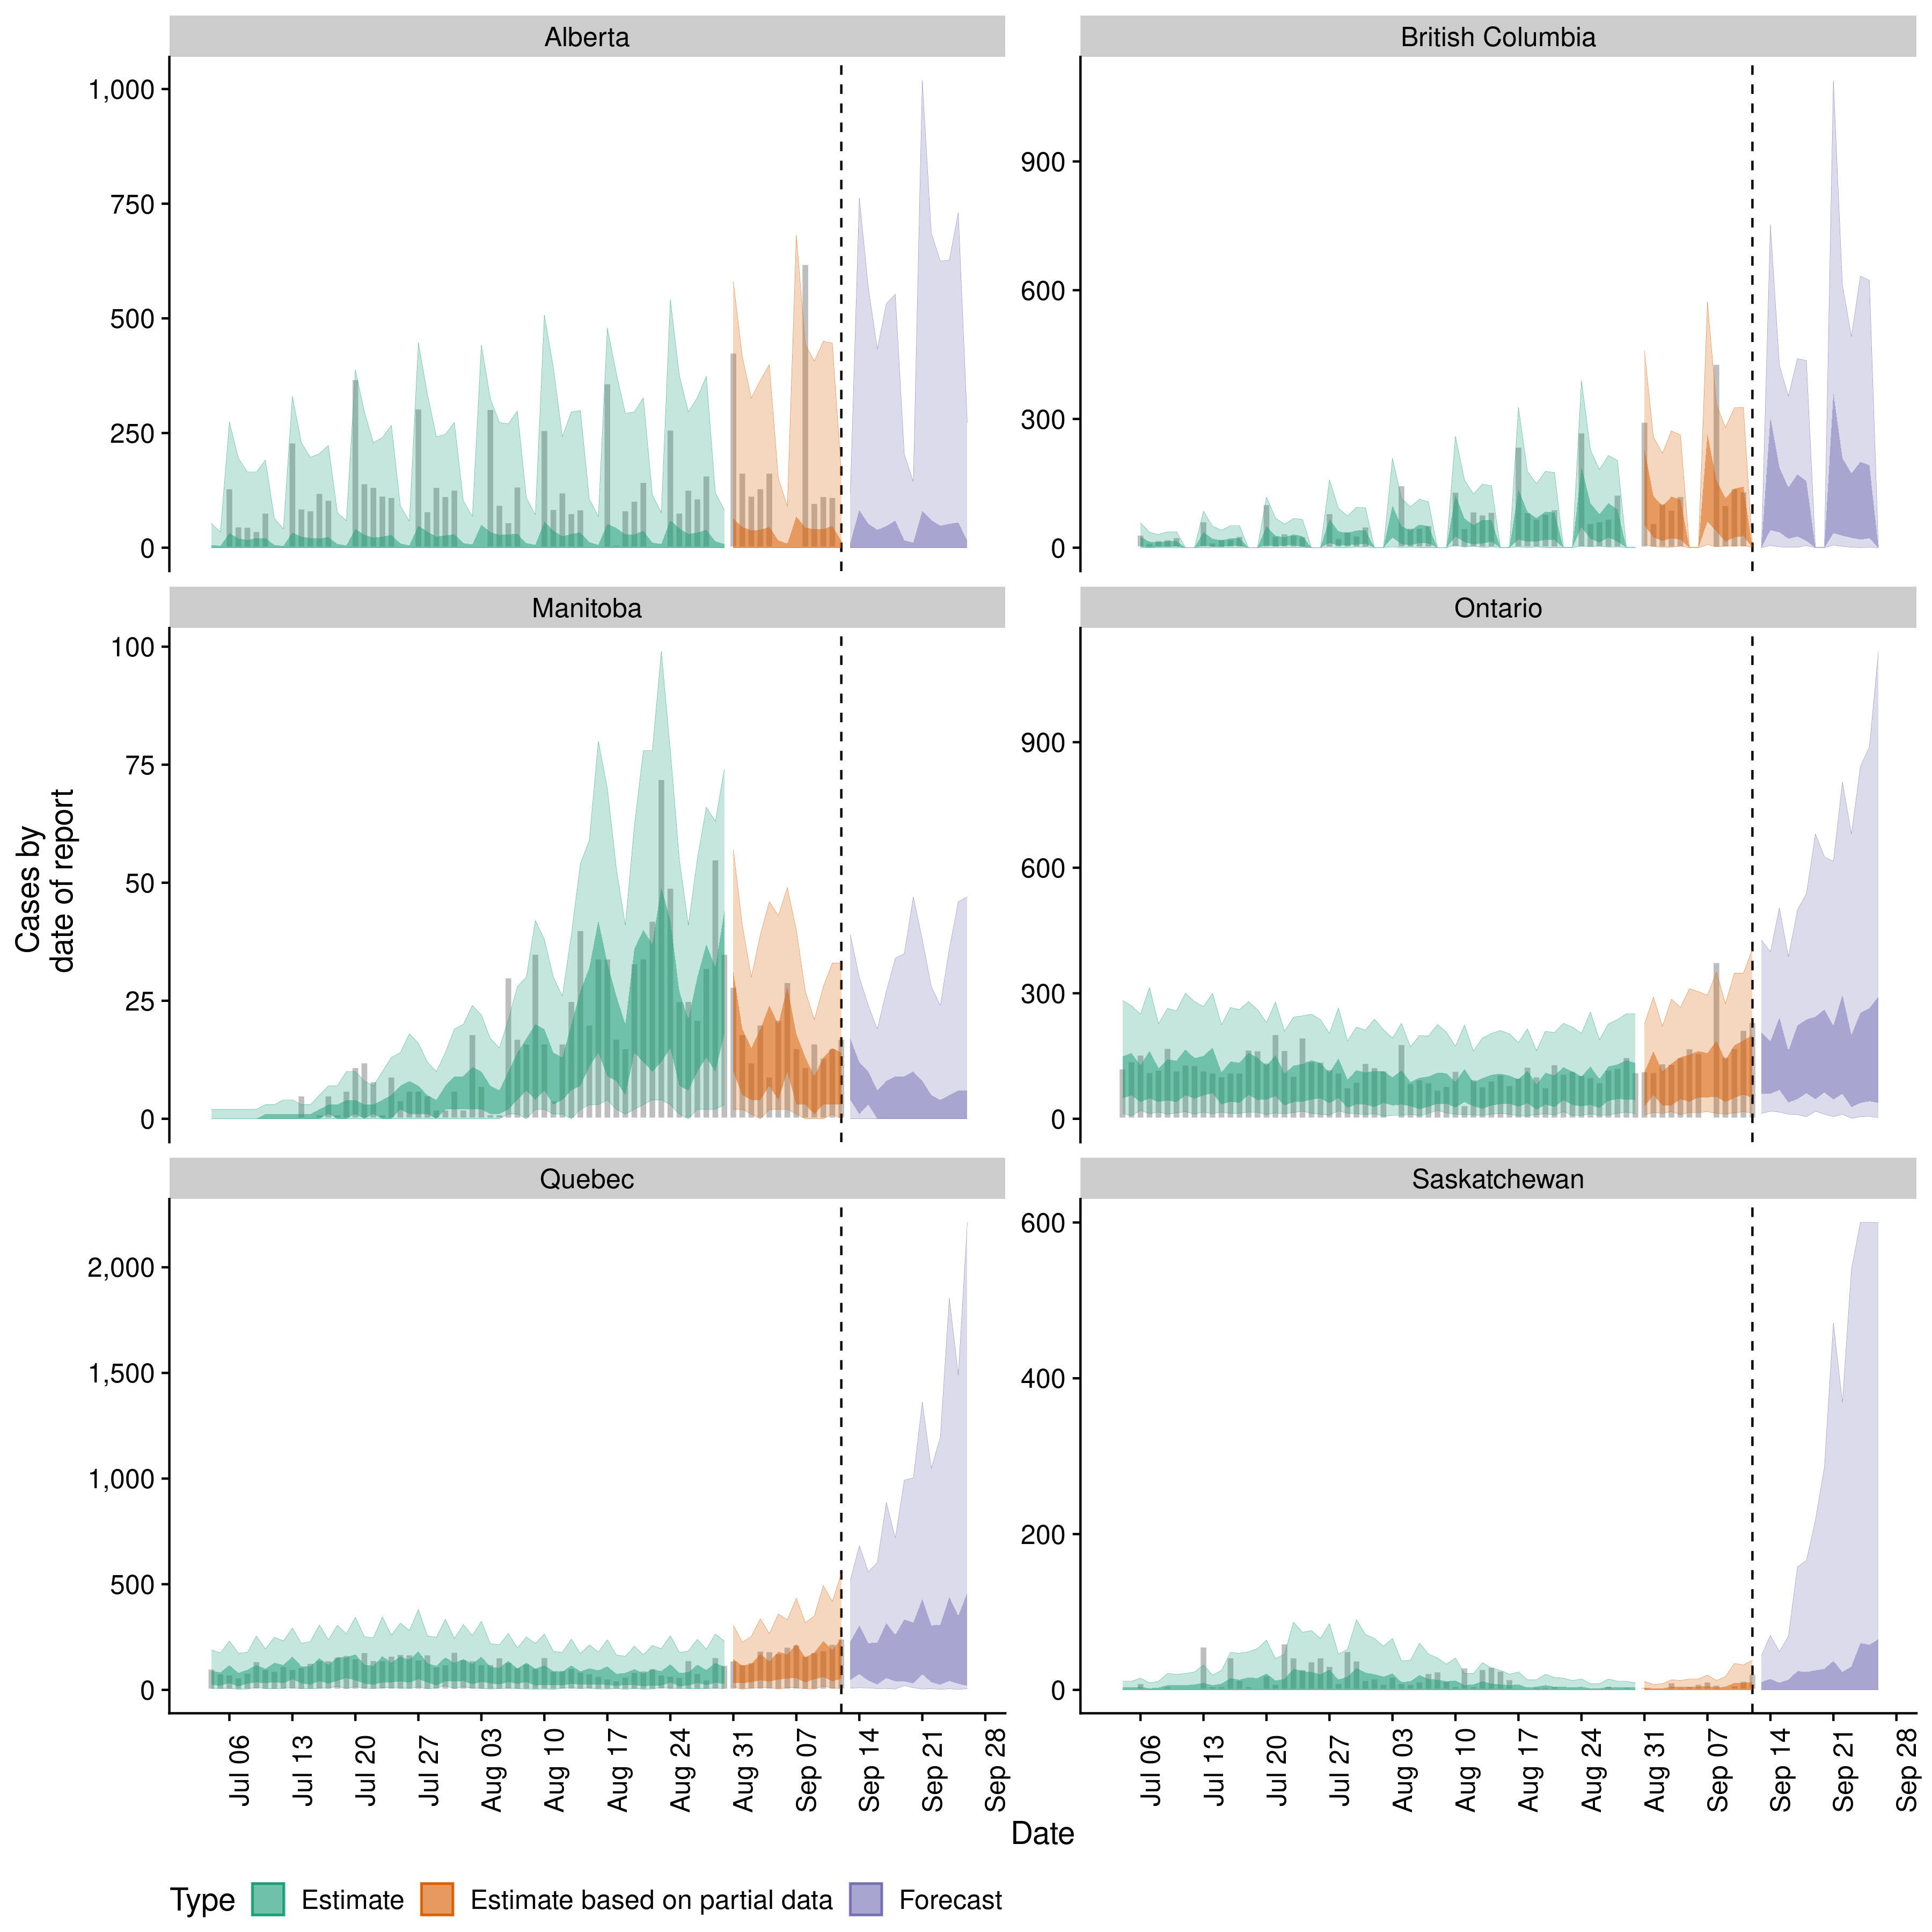 Alberta
British Columbia
1,000
750
500
250
0
900
600
300
0
Manitoba
Ontario
100
75
50
25
0
900
600
300
0
Cases by
date of report
Quebec
Saskatchewan
2,000
1,500
1,000
500
0
600
400
200
0
Jul 06
Jul 13
Jul 20
Jul 27
Aug 03
Aug 10
Aug 17
Aug 24
Aug 31
Sep 07
Sep 14
Sep 21
Sep 28
Jul 06
Jul 13
Jul 20
Jul 27
Aug 03
Aug 10
Aug 17
Aug 24
Aug 31
Sep 07
Sep 14
Sep 21
Sep 28
Date
Type Estimate Estimate based on partial data Forecast